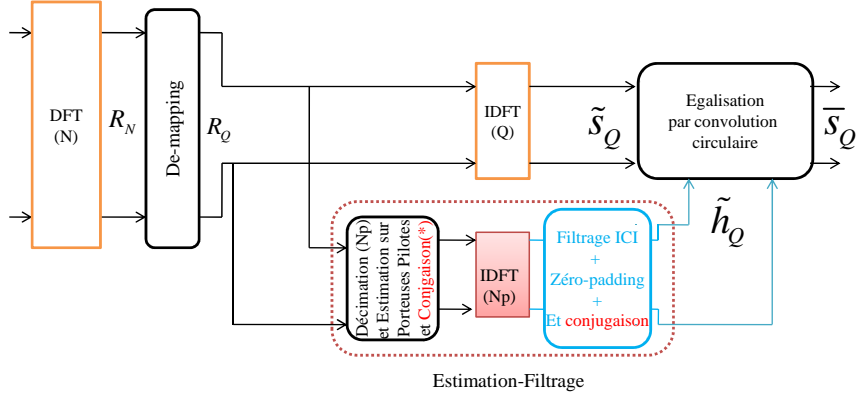 DFT
(N)
R_N
De-mapping
R_Q
IDFT
(Q)
s̃_Q
Egalisation
par convolution
circulaire
s̄_Q
h̃_Q
Décimation (Np)
et Estimation sur
Porteuses Pilotes
et Conjgaison(*)
IDFT
(Np)
Filtrage ICI
+
Zéro-padding
+
Et conjugaison
Estimation-Filtrage